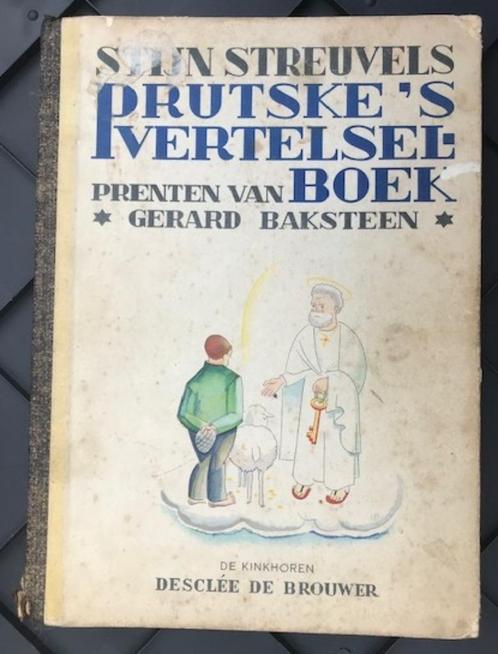 STIJN STREUVELS
PRUTSKE'S
VERTELSEL-
PRENTEN VAN BOEK
* GERARD BAKSTEEN *
DE KINKHOREN
DESCLÉE DE BROUWER